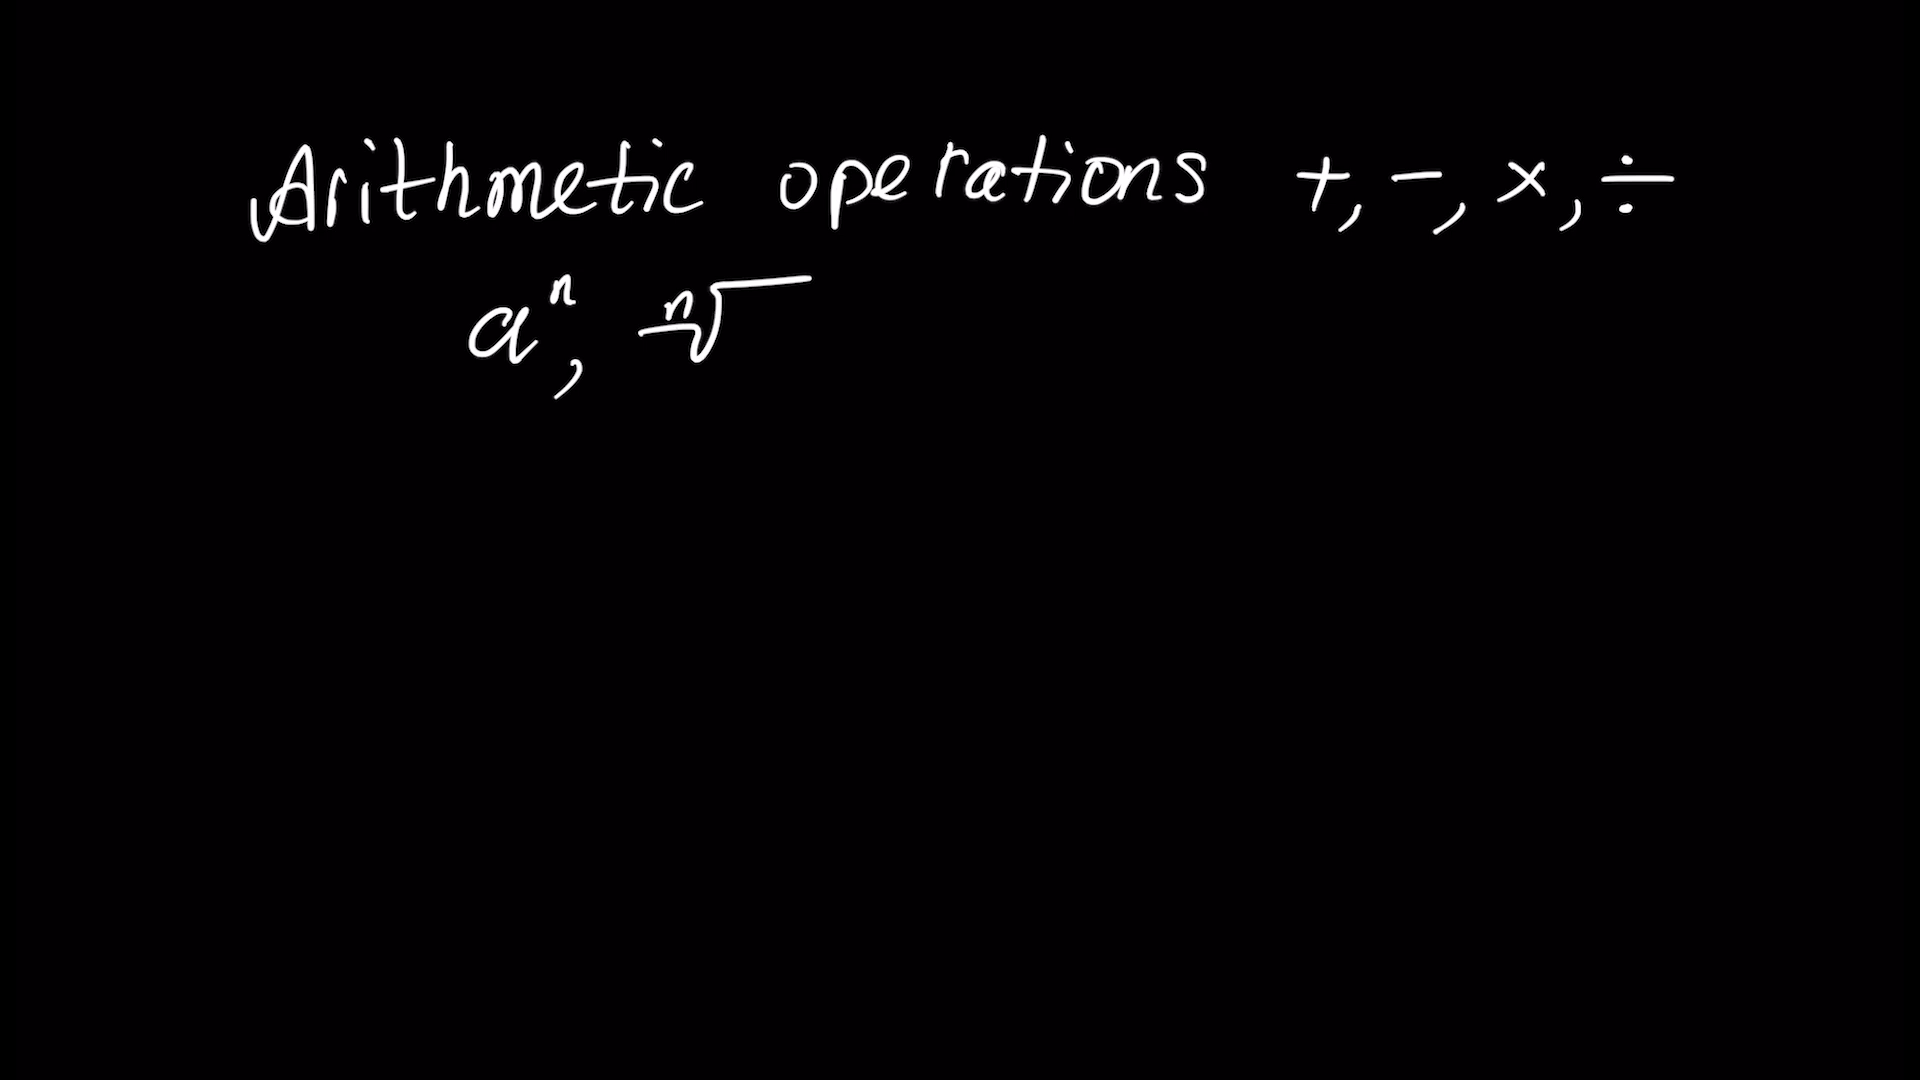 Arithmetic operations +, -, ×, ÷
aⁿ, ⁿ√